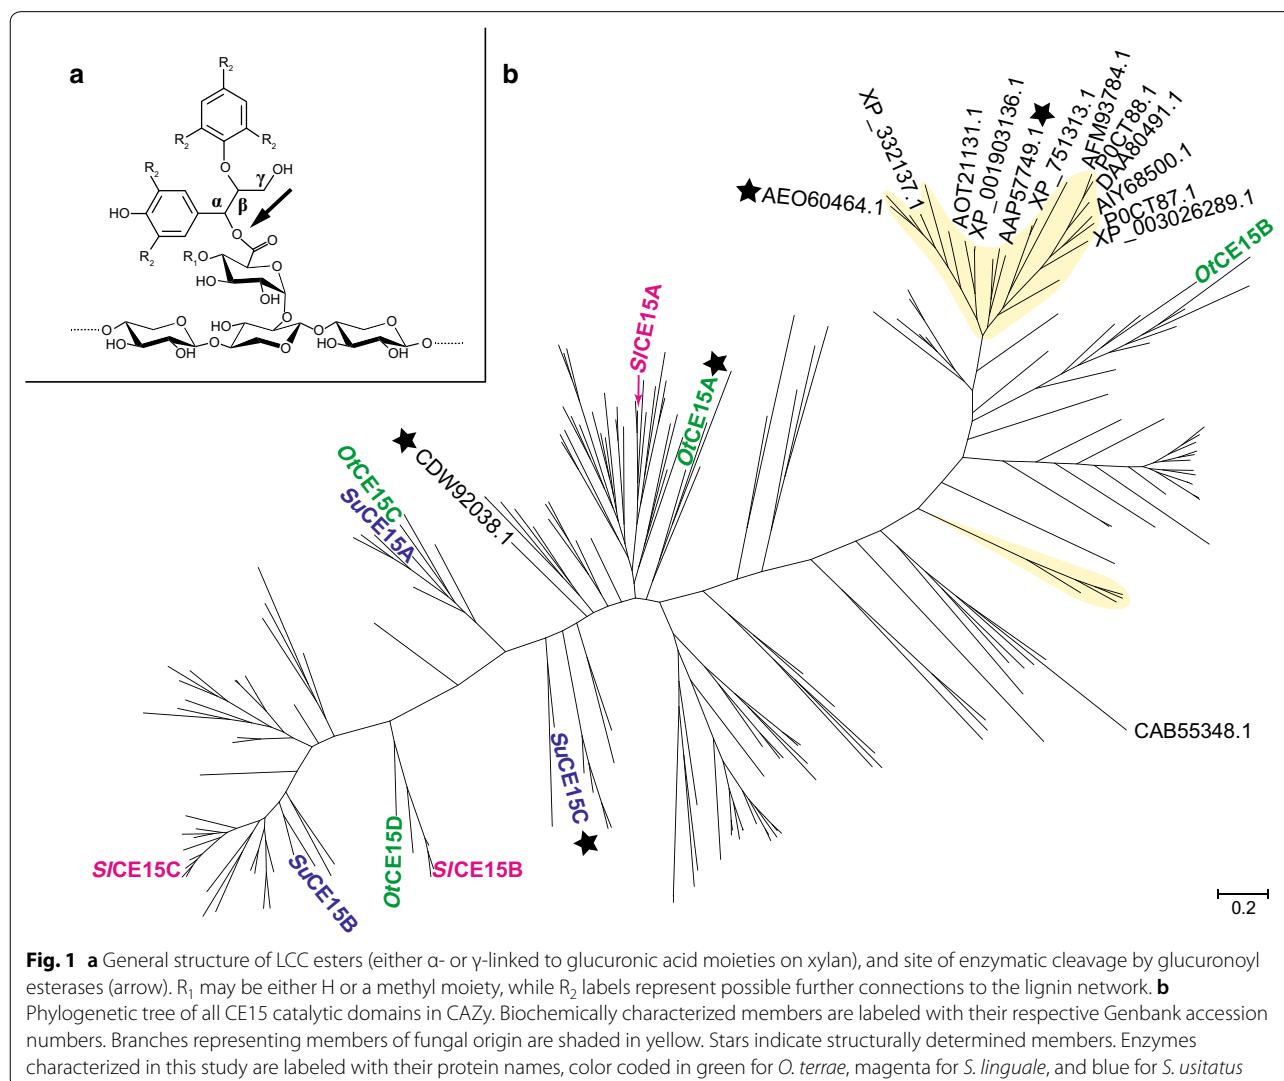 a
R2
R2
R2
R2
O
OH
γ
α
β
HO
O
R2
O
R1
O
O
HO
HO
OH
O
O
O
HO
O
O
O
HO
OH
O
O
HO
OH
O
b
XP_332137.1
AOT21131.1
XP_001903136.1
AAP57749.1
XP_751313.1
AFM93784.1
P0CT88.1
DAA80491.1
AIY68500.1
P0CT87.1
XP_003026289.1
AEO60464.1
OtCE15B
SlCE15A
OtCE15A
CDW92038.1
OtCE15C
SuCE15A
CAB55348.1
SuCE15C
OtCE15D
SlCE15B
SlCE15C
SuCE15B
0.2
Fig. 1 a General structure of LCC esters (either α- or γ-linked to glucuronic acid moieties on xylan), and site of enzymatic cleavage by glucuronoyl
esterases (arrow). R1 may be either H or a methyl moiety, while R2 labels represent possible further connections to the lignin network. b
Phylogenetic tree of all CE15 catalytic domains in CAZy. Biochemically characterized members are labeled with their respective Genbank accession
numbers. Branches representing members of fungal origin are shaded in yellow. Stars indicate structurally determined members. Enzymes
characterized in this study are labeled with their protein names, color coded in green for O. terrae, magenta for S. linguale, and blue for S. usitatus